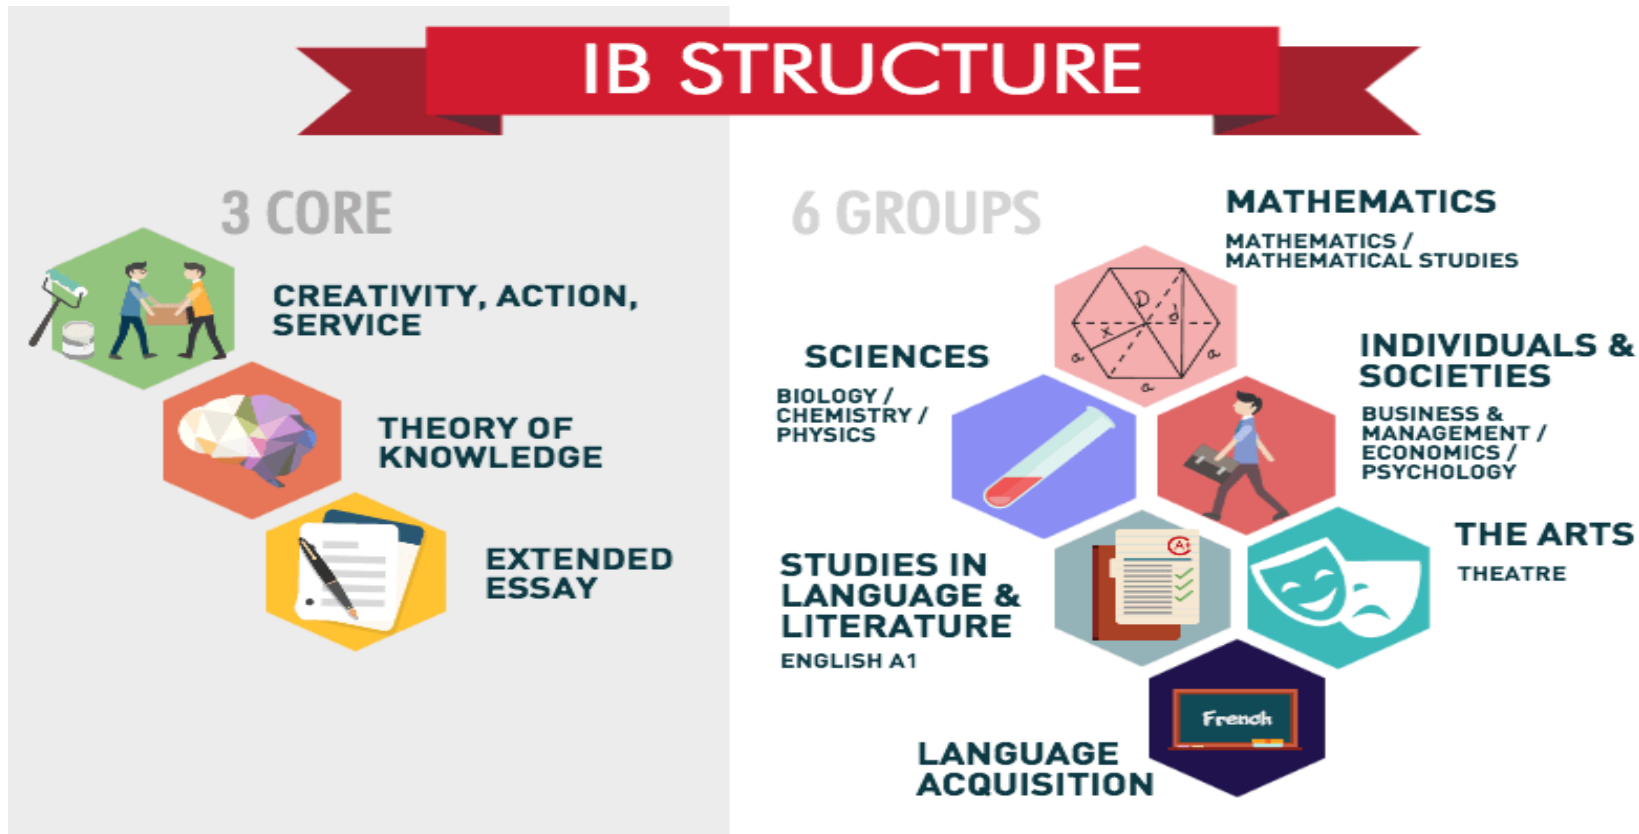 IB STRUCTURE
3 CORE
CREATIVITY, ACTION,
SERVICE
THEORY OF
KNOWLEDGE
EXTENDED
ESSAY
6 GROUPS
MATHEMATICS
MATHEMATICS /
MATHEMATICAL STUDIES
D
d
x
a
a
a
SCIENCES
BIOLOGY /
CHEMISTRY /
PHYSICS
INDIVIDUALS &
SOCIETIES
BUSINESS &
MANAGEMENT /
ECONOMICS /
PSYCHOLOGY
STUDIES IN
LANGUAGE &
LITERATURE
ENGLISH A1
A+
THE ARTS
THEATRE
LANGUAGE
ACQUISITION
French